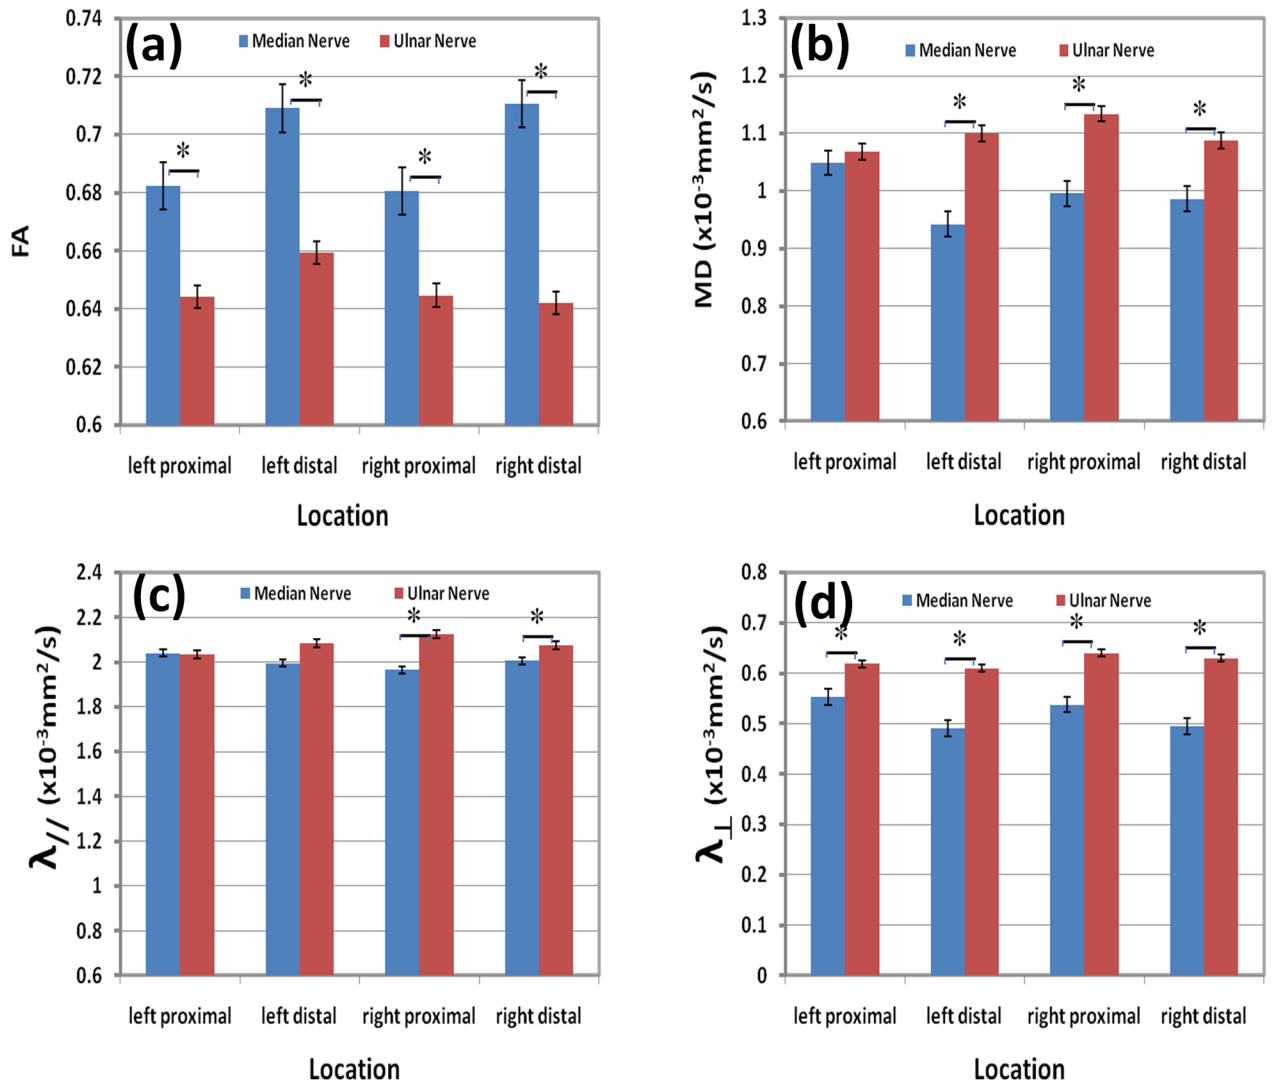 (a)
Median Nerve Ulnar Nerve
0.74
0.72
0.7
0.68
0.66
0.64
0.62
0.6
FA
* * * *
left proximal left distal right proximal right distal
Location
(b)
Median Nerve Ulnar Nerve
1.3
1.2
1.1
1
0.9
0.8
0.7
0.6
MD (x10⁻³mm²/s)
* * *
left proximal left distal right proximal right distal
Location
(c)
Median Nerve Ulnar Nerve
2.4
2.2
2
1.8
1.6
1.4
1.2
1
0.8
0.6
λ// (x10⁻³mm²/s)
* *
left proximal left distal right proximal right distal
Location
(d)
Median Nerve Ulnar Nerve
0.8
0.7
0.6
0.5
0.4
0.3
0.2
0.1
0
λ⊥ (x10⁻³mm²/s)
* * * *
left proximal left distal right proximal right distal
Location